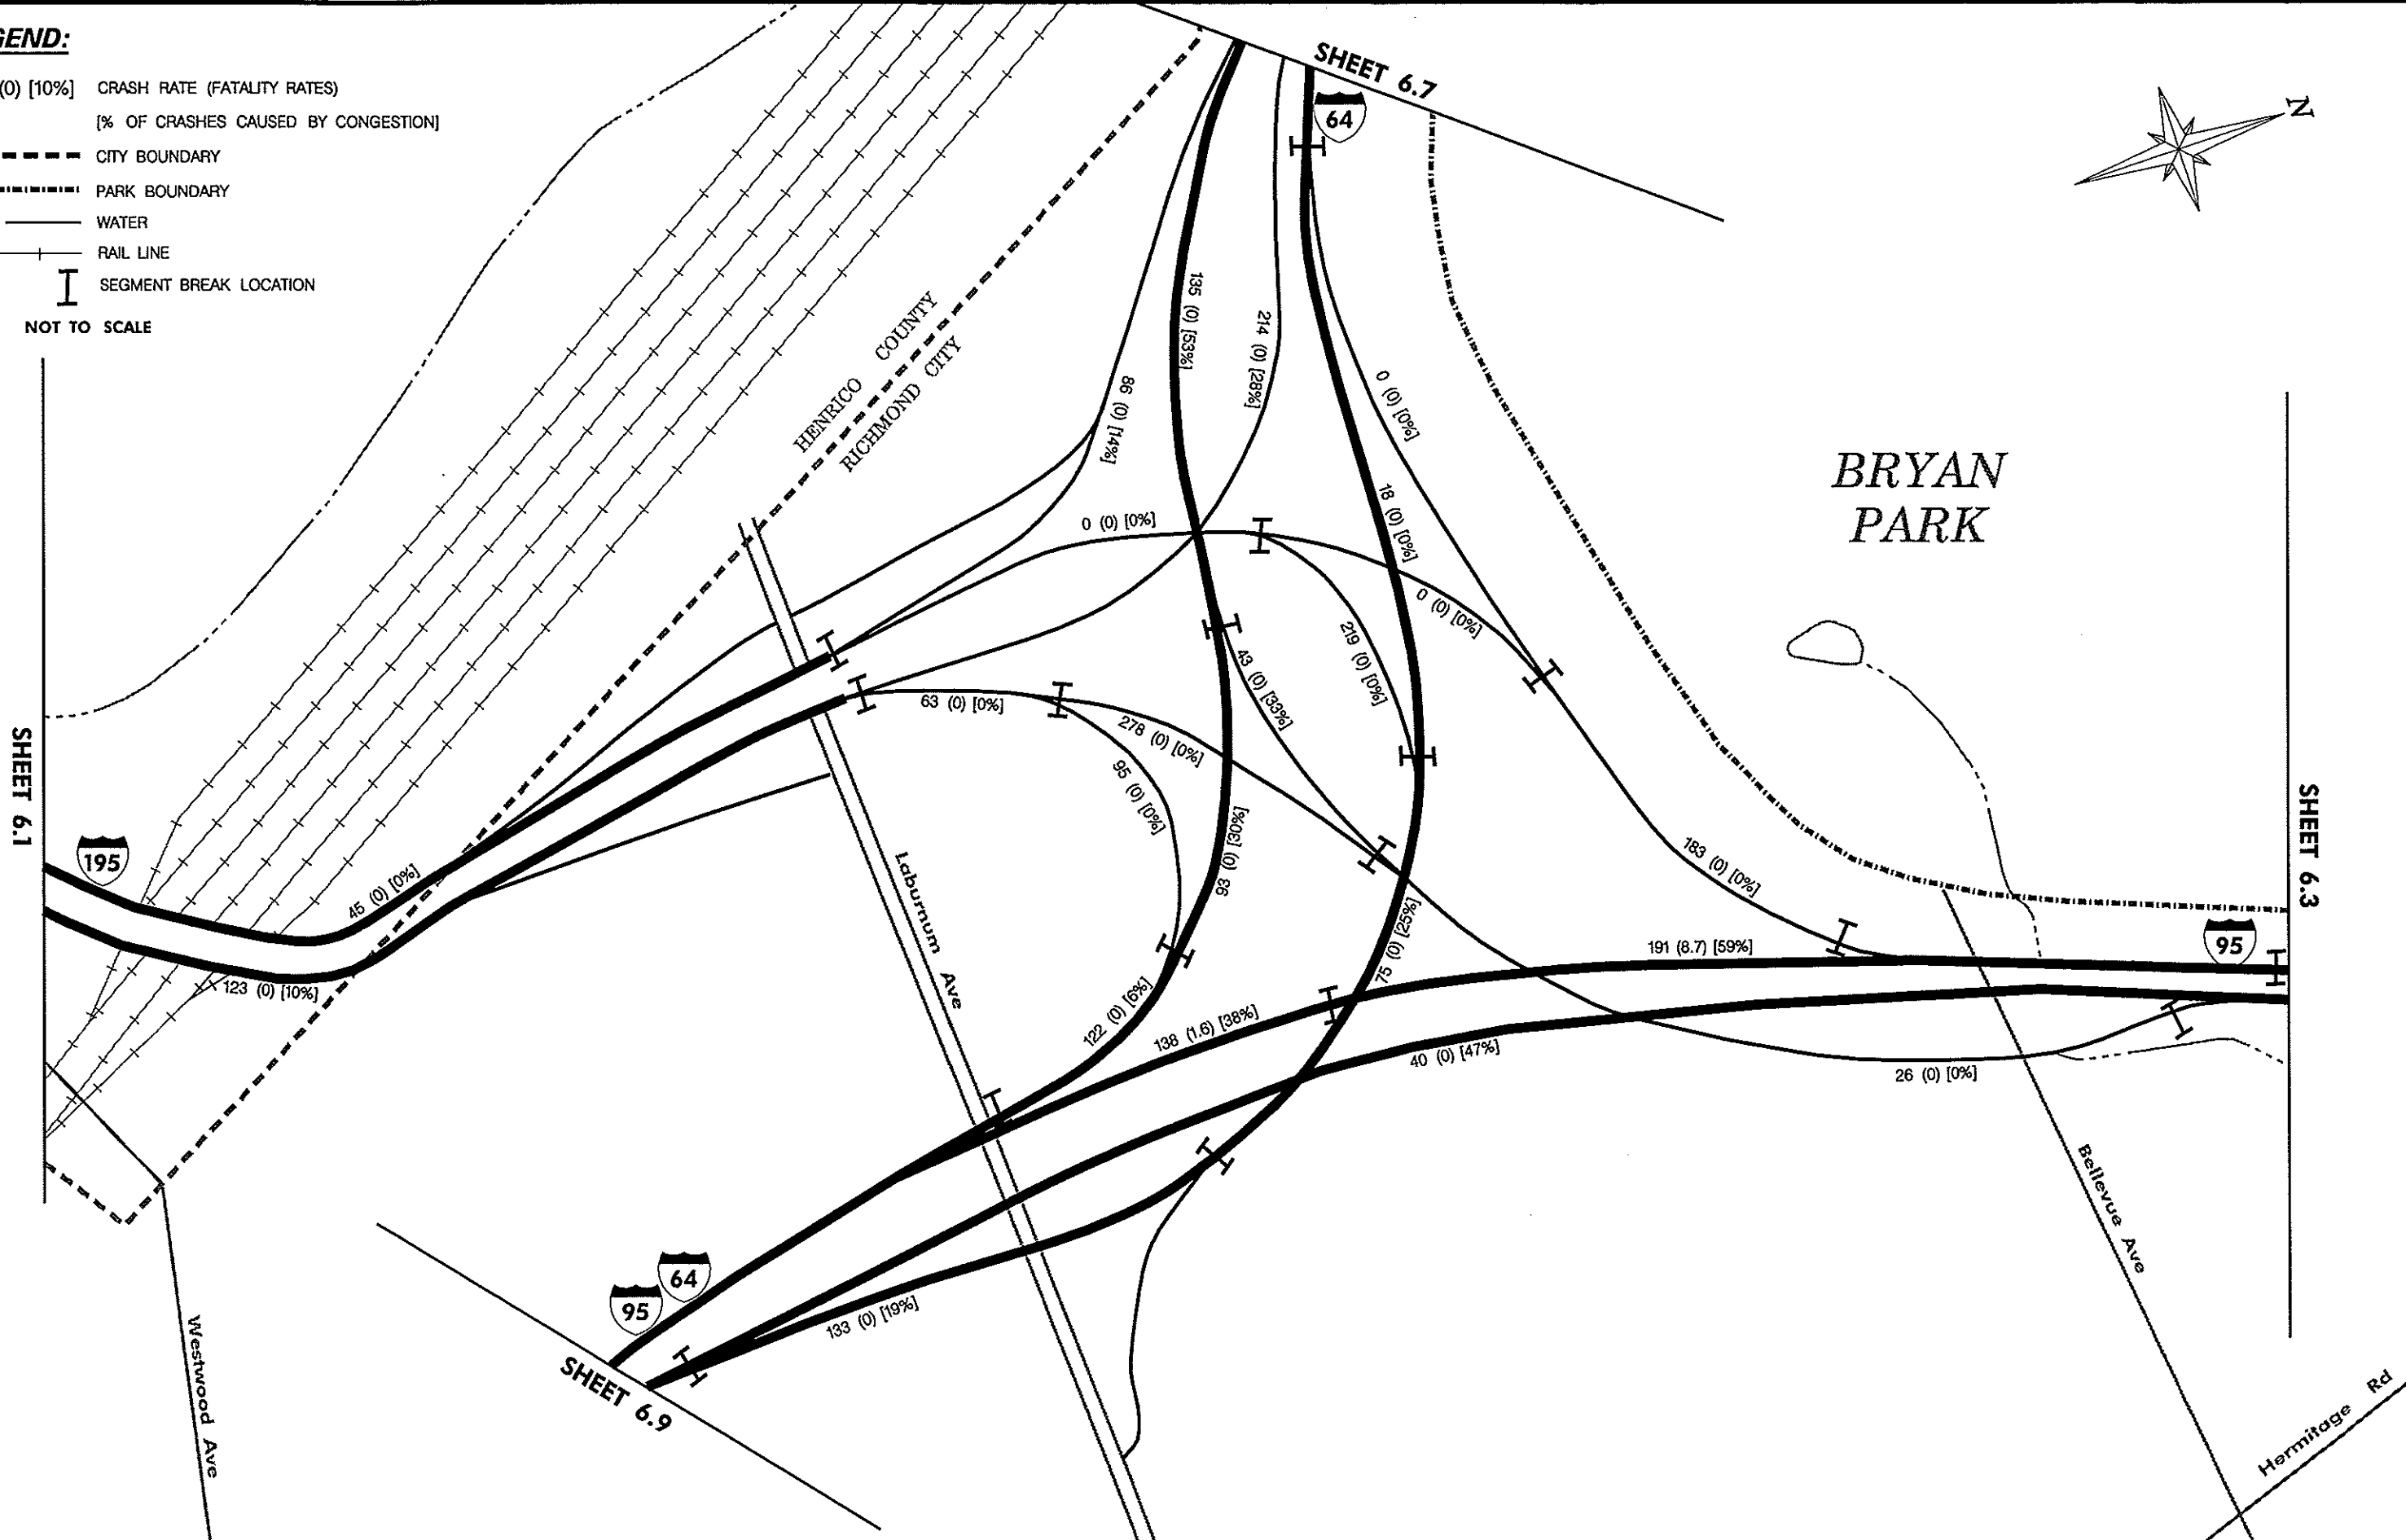 GEND:
(0) [10%] CRASH RATE (FATALITY RATES)
[% OF CRASHES CAUSED BY CONGESTION]
CITY BOUNDARY
PARK BOUNDARY
WATER
RAIL LINE
SEGMENT BREAK LOCATION
NOT TO SCALE
SHEET 6.7
64
N
HENRICO COUNTY
RICHMOND CITY
135 (0) [53%]
214 (0) [28%]
86 (0) [14%]
0 (0) [0%]
18 (0) [0%]
0 (0) [0%]
0 (0) [0%]
219 (0) [0%]
43 (0) [33%]
63 (0) [0%]
278 (0) [0%]
95 (0) [0%]
93 (0) [30%]
BRYAN
PARK
SHEET 6.1
195
45 (0) [0%]
123 (0) [10%]
Laburnum Ave
183 (0) [0%]
SHEET 6.3
95
191 (8.7) [59%]
75 (0) [25%]
122 (0) [6%]
138 (1.6) [38%]
40 (0) [47%]
26 (0) [0%]
Bellevue Ave
64
95
133 (0) [19%]
SHEET 6.9
Westwood Ave
Hermitage Rd